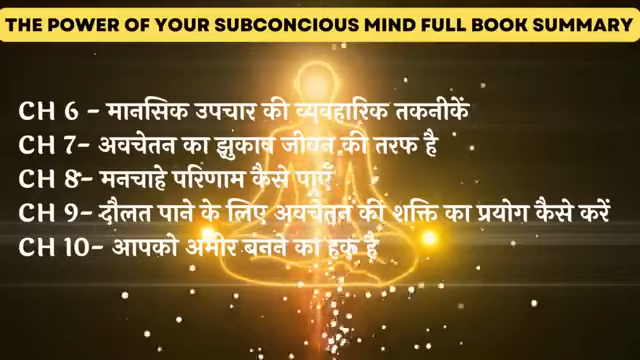 THE POWER OF YOUR SUBCONCIOUS MIND FULL BOOK SUMMARY
CH 6 - मानसिक उपचार की व्यवहारिक तकनीकें
CH 7- अवचेतन का झुकाव जीवन की तरफ है
CH 8- मनचाहे परिणाम कैसे पाएँ
CH 9- दौलत पाने के लिए अवचेतन की शक्ति का प्रयोग कैसे करें
CH 10- आपको अमीर बनने का हक है